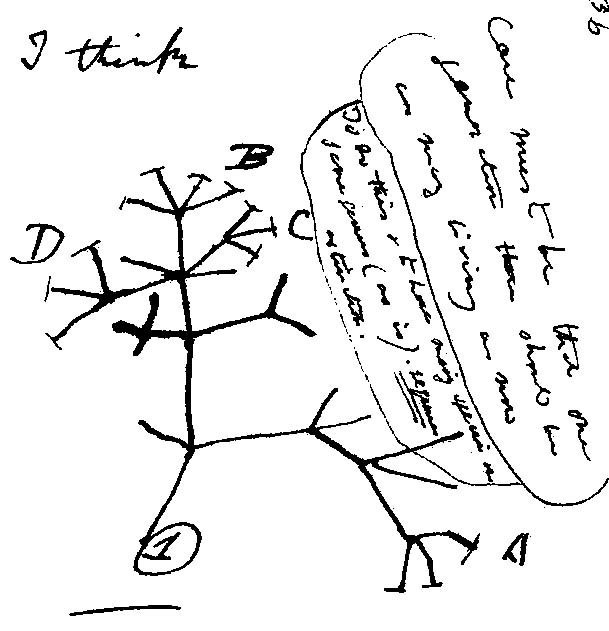 36
I think
Case must be that one
generation then should be
as many living as now
To do this & to have many species in
same genus (as is). requires
extinction.
B
C
D
A
1